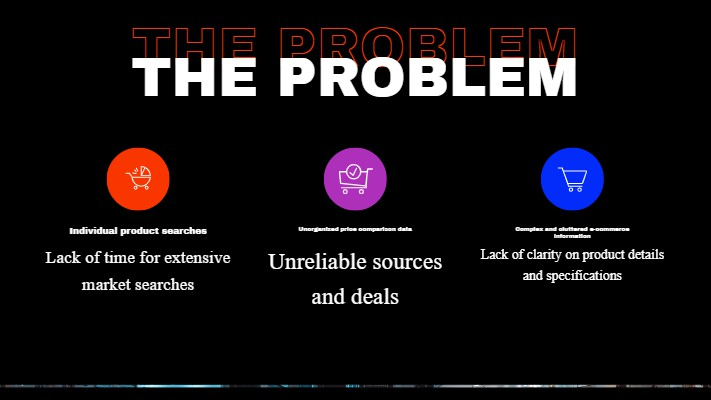 THE PROBLEM
THE PROBLEM
Individual product searches
Lack of time for extensive
market searches
Unorganized price comparison data
Unreliable sources
and deals
Complex and cluttered e-commerce
information
Lack of clarity on product details
and specifications